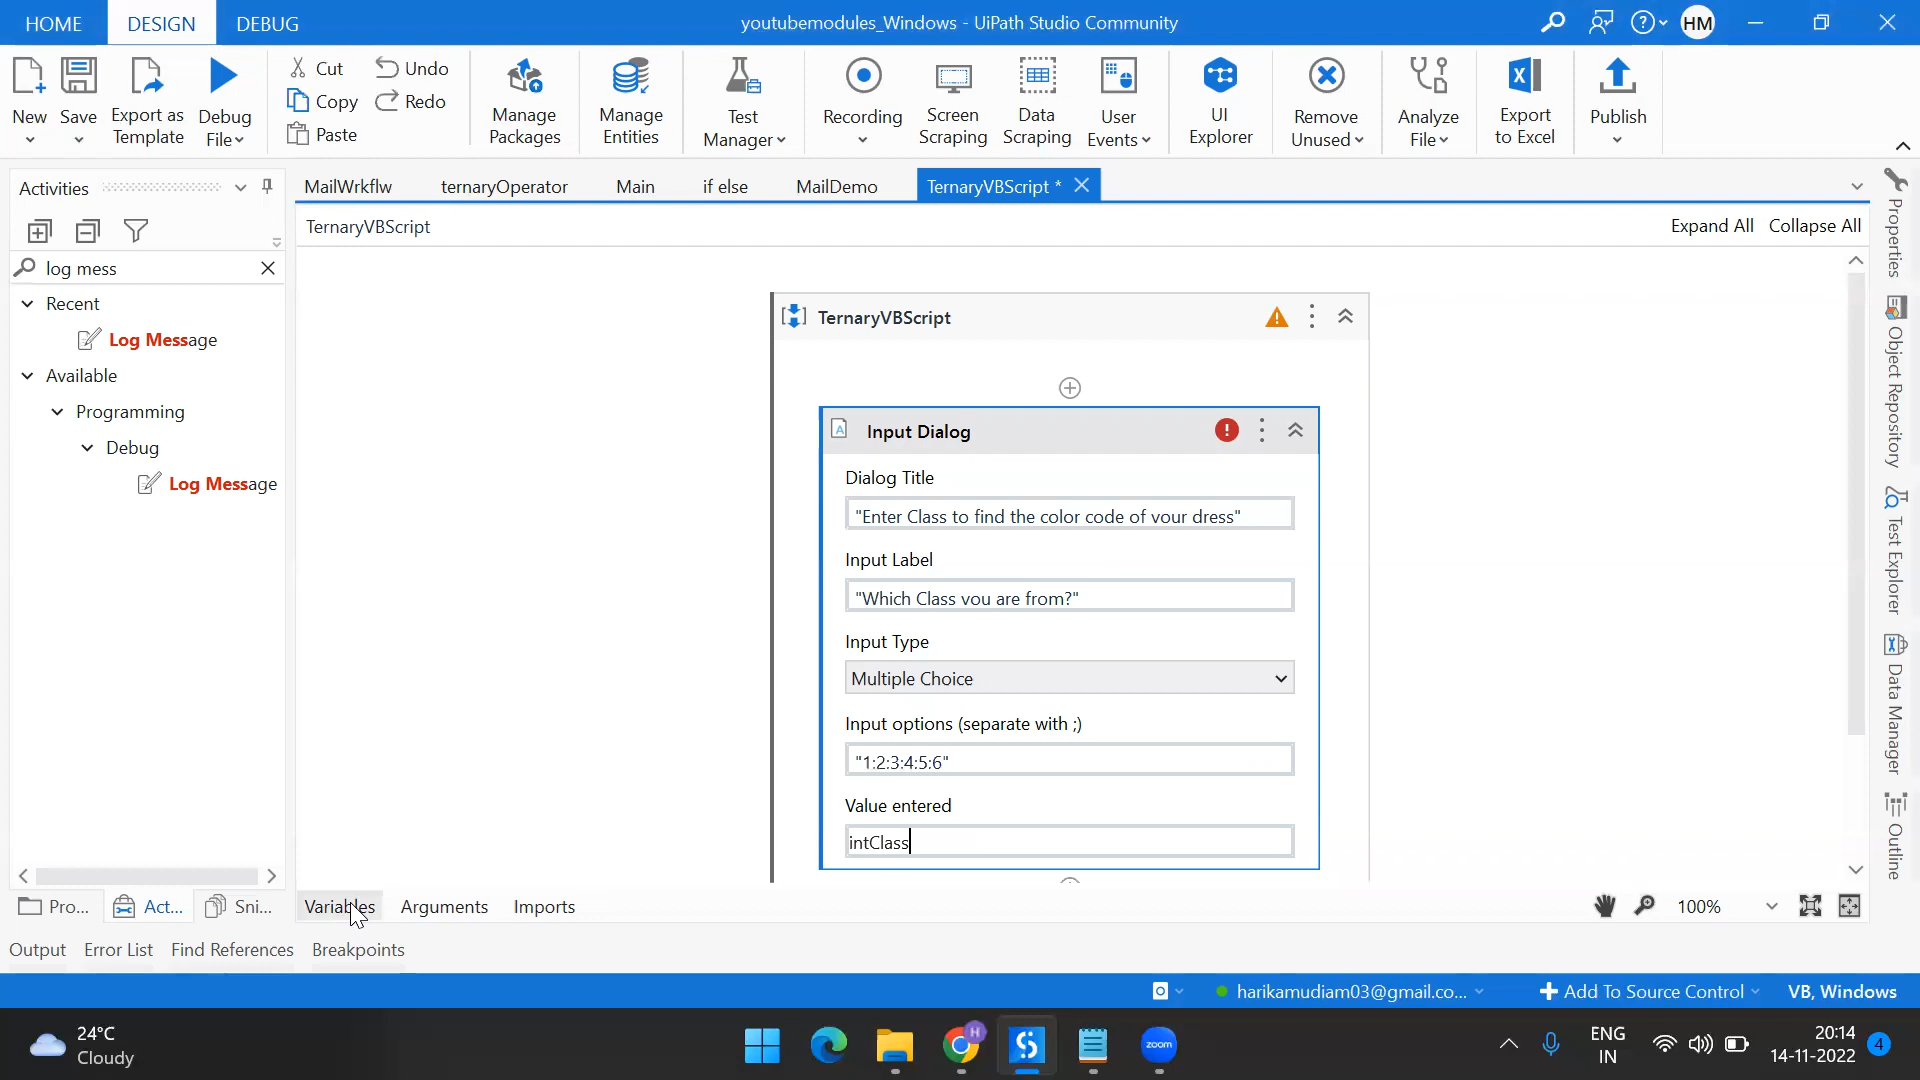 HOME DESIGN DEBUG
youtubemodules_Windows - UiPath Studio Community
HM
New
Save
Export as
Template
Debug
File
Cut
Copy
Paste
Undo
Redo
Manage
Packages
Manage
Entities
Test
Manager
Recording
Screen
Scraping
Data
Scraping
User
Events
UI
Explorer
Remove
Unused
Analyze
File
Export
to Excel
Publish
Activities
MailWrkflw ternaryOperator Main if else MailDemo TernaryVBScript *
TernaryVBScript
Expand All Collapse All
log mess
Recent
Log Message
Available
Programming
Debug
Log Message
TernaryVBScript
Input Dialog
Dialog Title
"Enter Class to find the color code of vour dress"
Input Label
"Which Class vou are from?"
Input Type
Multiple Choice
Input options (separate with ;)
"1:2:3:4:5:6"
Value entered
intClass
Properties
Object Repository
Test Explorer
Data Manager
Outline
Pro... Act... Sni...
Variables Arguments Imports
100%
Output Error List Find References Breakpoints
harikamudiam03@gmail.co...
Add To Source Control
VB, Windows
24°C
Cloudy
zoom
ENG
IN
20:14
14-11-2022
4